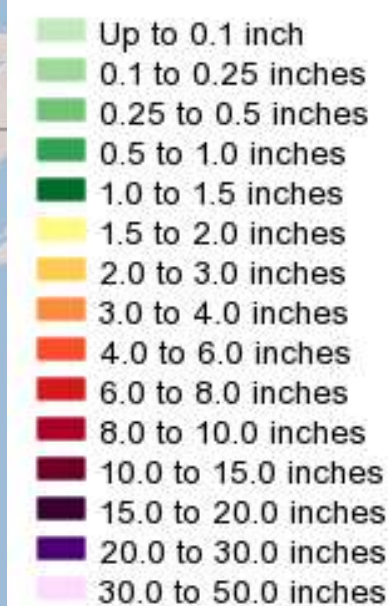 Up to 0.1 inch
0.1 to 0.25 inches
0.25 to 0.5 inches
0.5 to 1.0 inches
1.0 to 1.5 inches
1.5 to 2.0 inches
2.0 to 3.0 inches
3.0 to 4.0 inches
4.0 to 6.0 inches
6.0 to 8.0 inches
8.0 to 10.0 inches
10.0 to 15.0 inches
15.0 to 20.0 inches
20.0 to 30.0 inches
30.0 to 50.0 inches